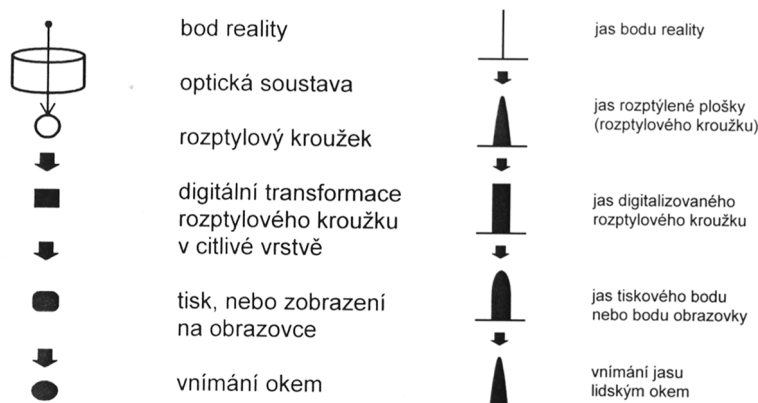 bod reality
optická soustava
rozptylový kroužek
digitální transformace
rozptylového kroužku
v citlivé vrstvě
tisk, nebo zobrazení
na obrazovce
vnímání okem
jas bodu reality
jas rozptýlené plošky
(rozptylového kroužku)
jas digitalizovaného
rozptylového kroužku
jas tiskového bodu
nebo bodu obrazovky
vnímání jasu
lidským okem